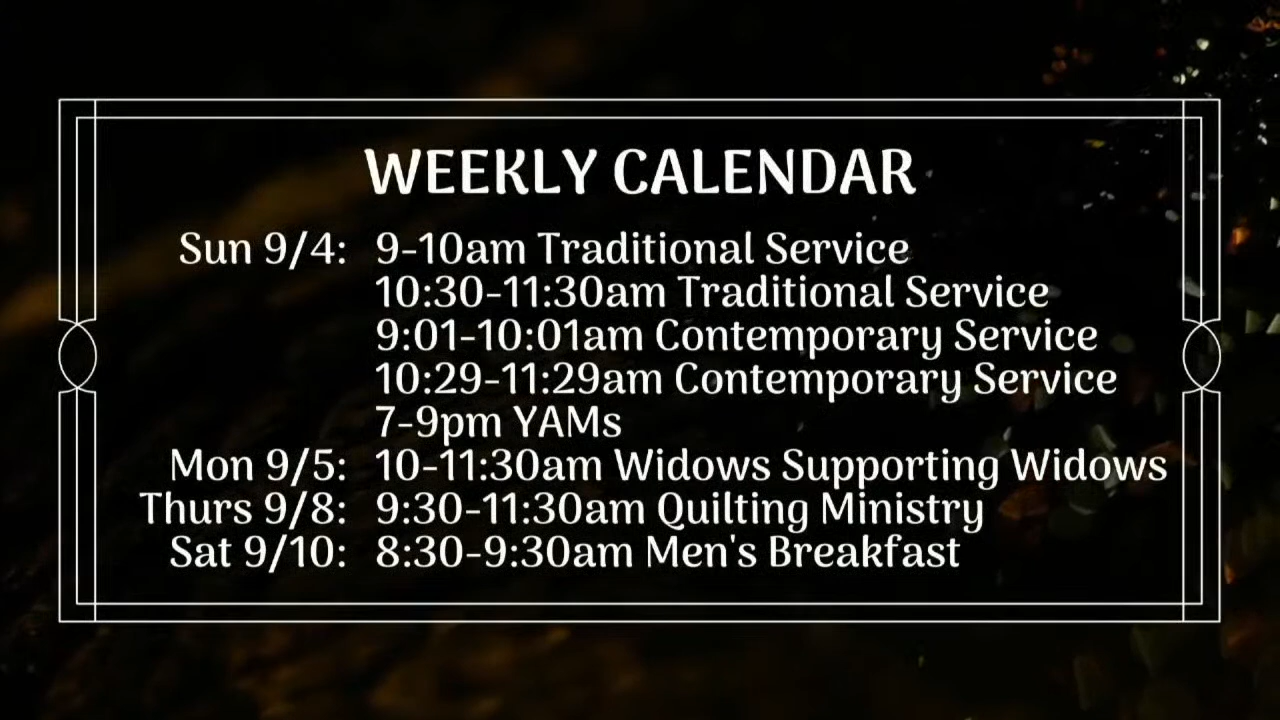 WEEKLY CALENDAR
Sun 9/4: 9-10am Traditional Service
10:30-11:30am Traditional Service
9:01-10:01am Contemporary Service
10:29-11:29am Contemporary Service
7-9pm YAMs
Mon 9/5: 10-11:30am Widows Supporting Widows
Thurs 9/8: 9:30-11:30am Quilting Ministry
Sat 9/10: 8:30-9:30am Men's Breakfast